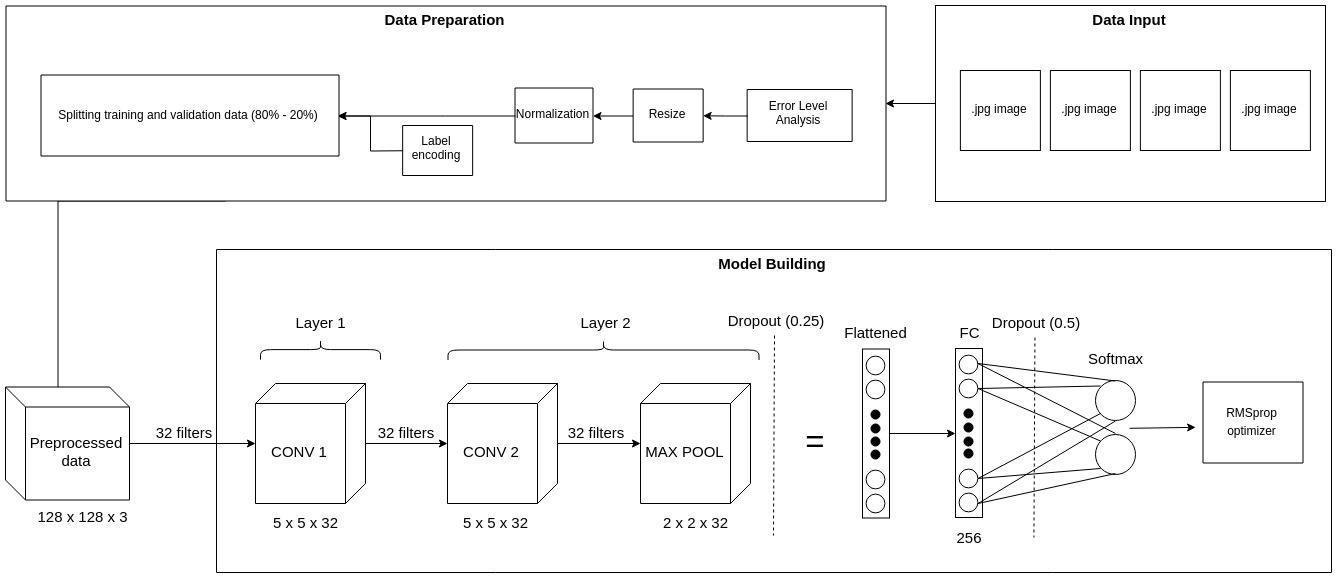 Data Preparation
Splitting training and validation data (80% - 20%)
Label
encoding
Normalization
Resize
Error Level
Analysis
Data Input
.jpg image
.jpg image
.jpg image
.jpg image
Model Building
Preprocessed
data
128 x 128 x 3
32 filters
Layer 1
CONV 1
5 x 5 x 32
32 filters
Layer 2
CONV 2
5 x 5 x 32
32 filters
MAX POOL
2 x 2 x 32
Dropout (0.25)
=
Flattened
FC
256
Dropout (0.5)
Softmax
RMSprop
optimizer